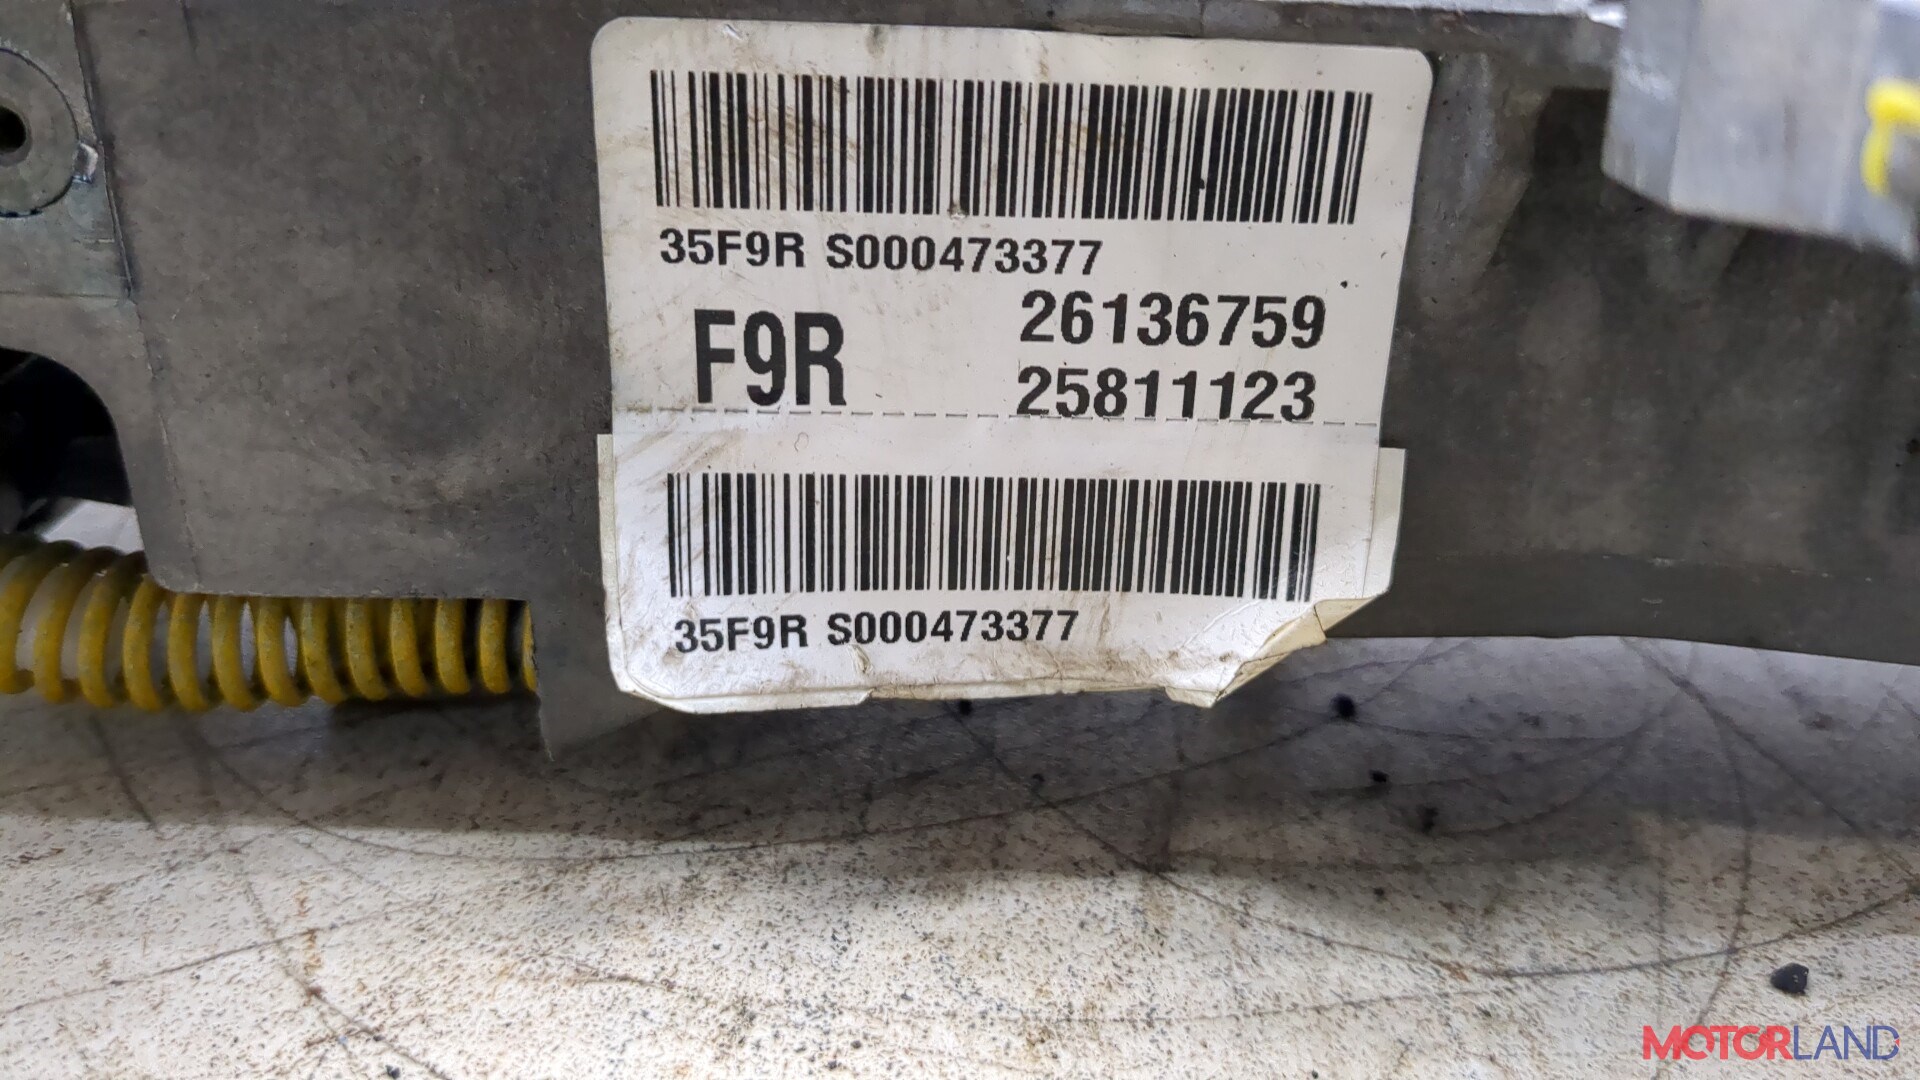 35F9R S000473377
F9R 26136759
25811123
35F9R S000473377
MOTORLAND